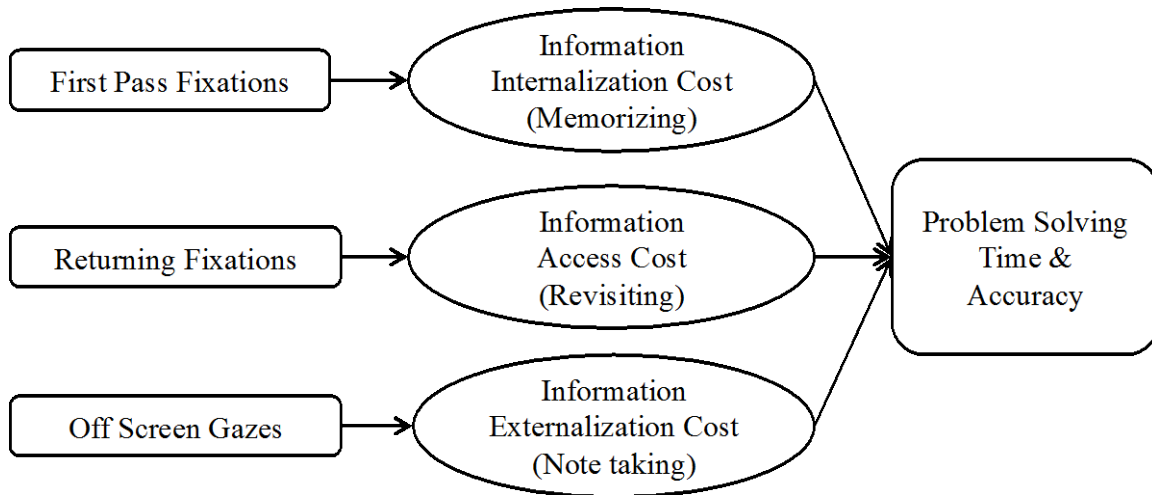 First Pass Fixations
Information
Internalization Cost
(Memorizing)
Returning Fixations
Information
Access Cost
(Revisiting)
Problem Solving
Time &
Accuracy
Off Screen Gazes
Information
Externalization Cost
(Note taking)